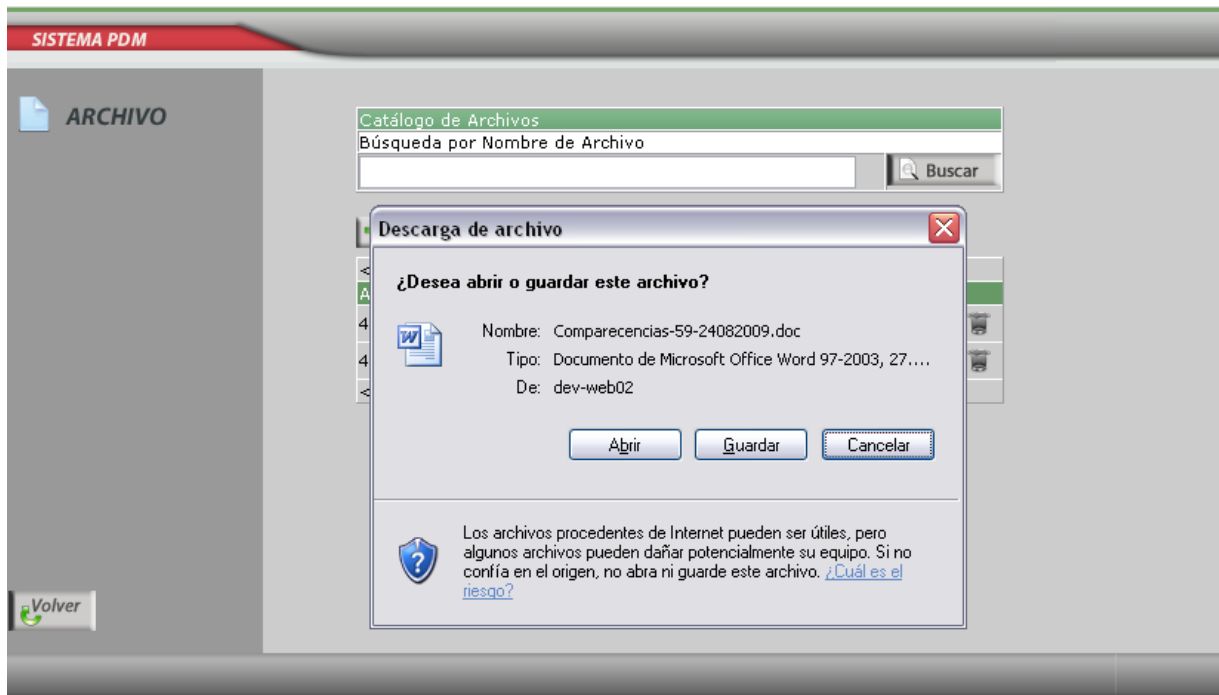 SISTEMA PDM
ARCHIVO
Catálogo de Archivos
Búsqueda por Nombre de Archivo
Buscar
Descarga de archivo
<
¿Desea abrir o guardar este archivo?
A
4
Nombre: Comparecencias-59-24082009.doc
4
Tipo: Documento de Microsoft Office Word 97-2003, 27....
<
De: dev-web02
Abrir Guardar Cancelar
Los archivos procedentes de Internet pueden ser útiles, pero
algunos archivos pueden dañar potencialmente su equipo. Si no
confía en el origen, no abra ni guarde este archivo. ¿Cuál es el
riesgo?
Volver